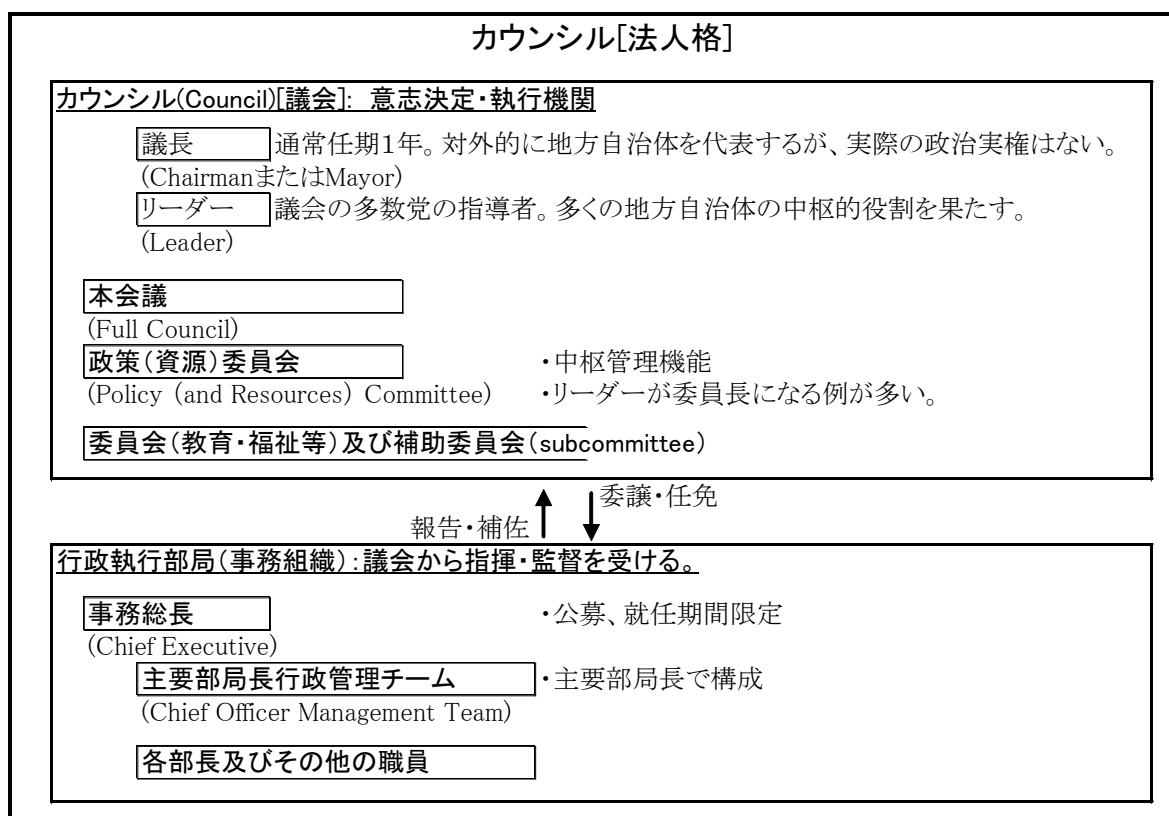 カウンシル[法人格]
カウンシル(Council)[議会]: 意志決定・執行機関
議長 通常任期1年。対外的に地方自治体を代表するが、実際の政治実権はない。
(ChairmanまたはMayor)
リーダー 議会の多数党の指導者。多くの地方自治体の中枢的役割を果たす。
(Leader)
本会議
(Full Council)
政策(資源)委員会 ・中枢管理機能
(Policy (and Resources) Committee) ・リーダーが委員長になる例が多い。
委員会(教育・福祉等)及び補助委員会(subcommittee)
委譲・任免
報告・補佐
行政執行部局(事務組織):議会から指揮・監督を受ける。
事務総長 ・公募、就任期間限定
(Chief Executive)
主要部局長行政管理チーム ・主要部局長で構成
(Chief Officer Management Team)
各部長及びその他の職員